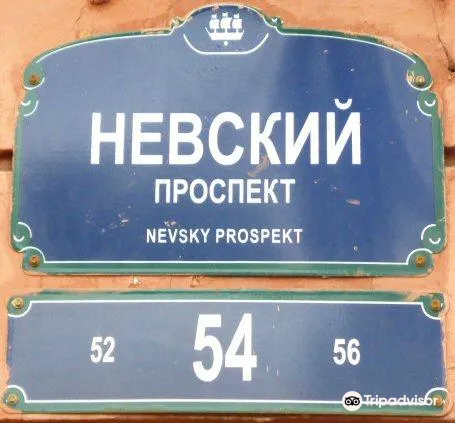 НЕВСКИЙ
ПРОСПЕКТ
NEVSKY PROSPEKT
52 54 56
Tripadvisor